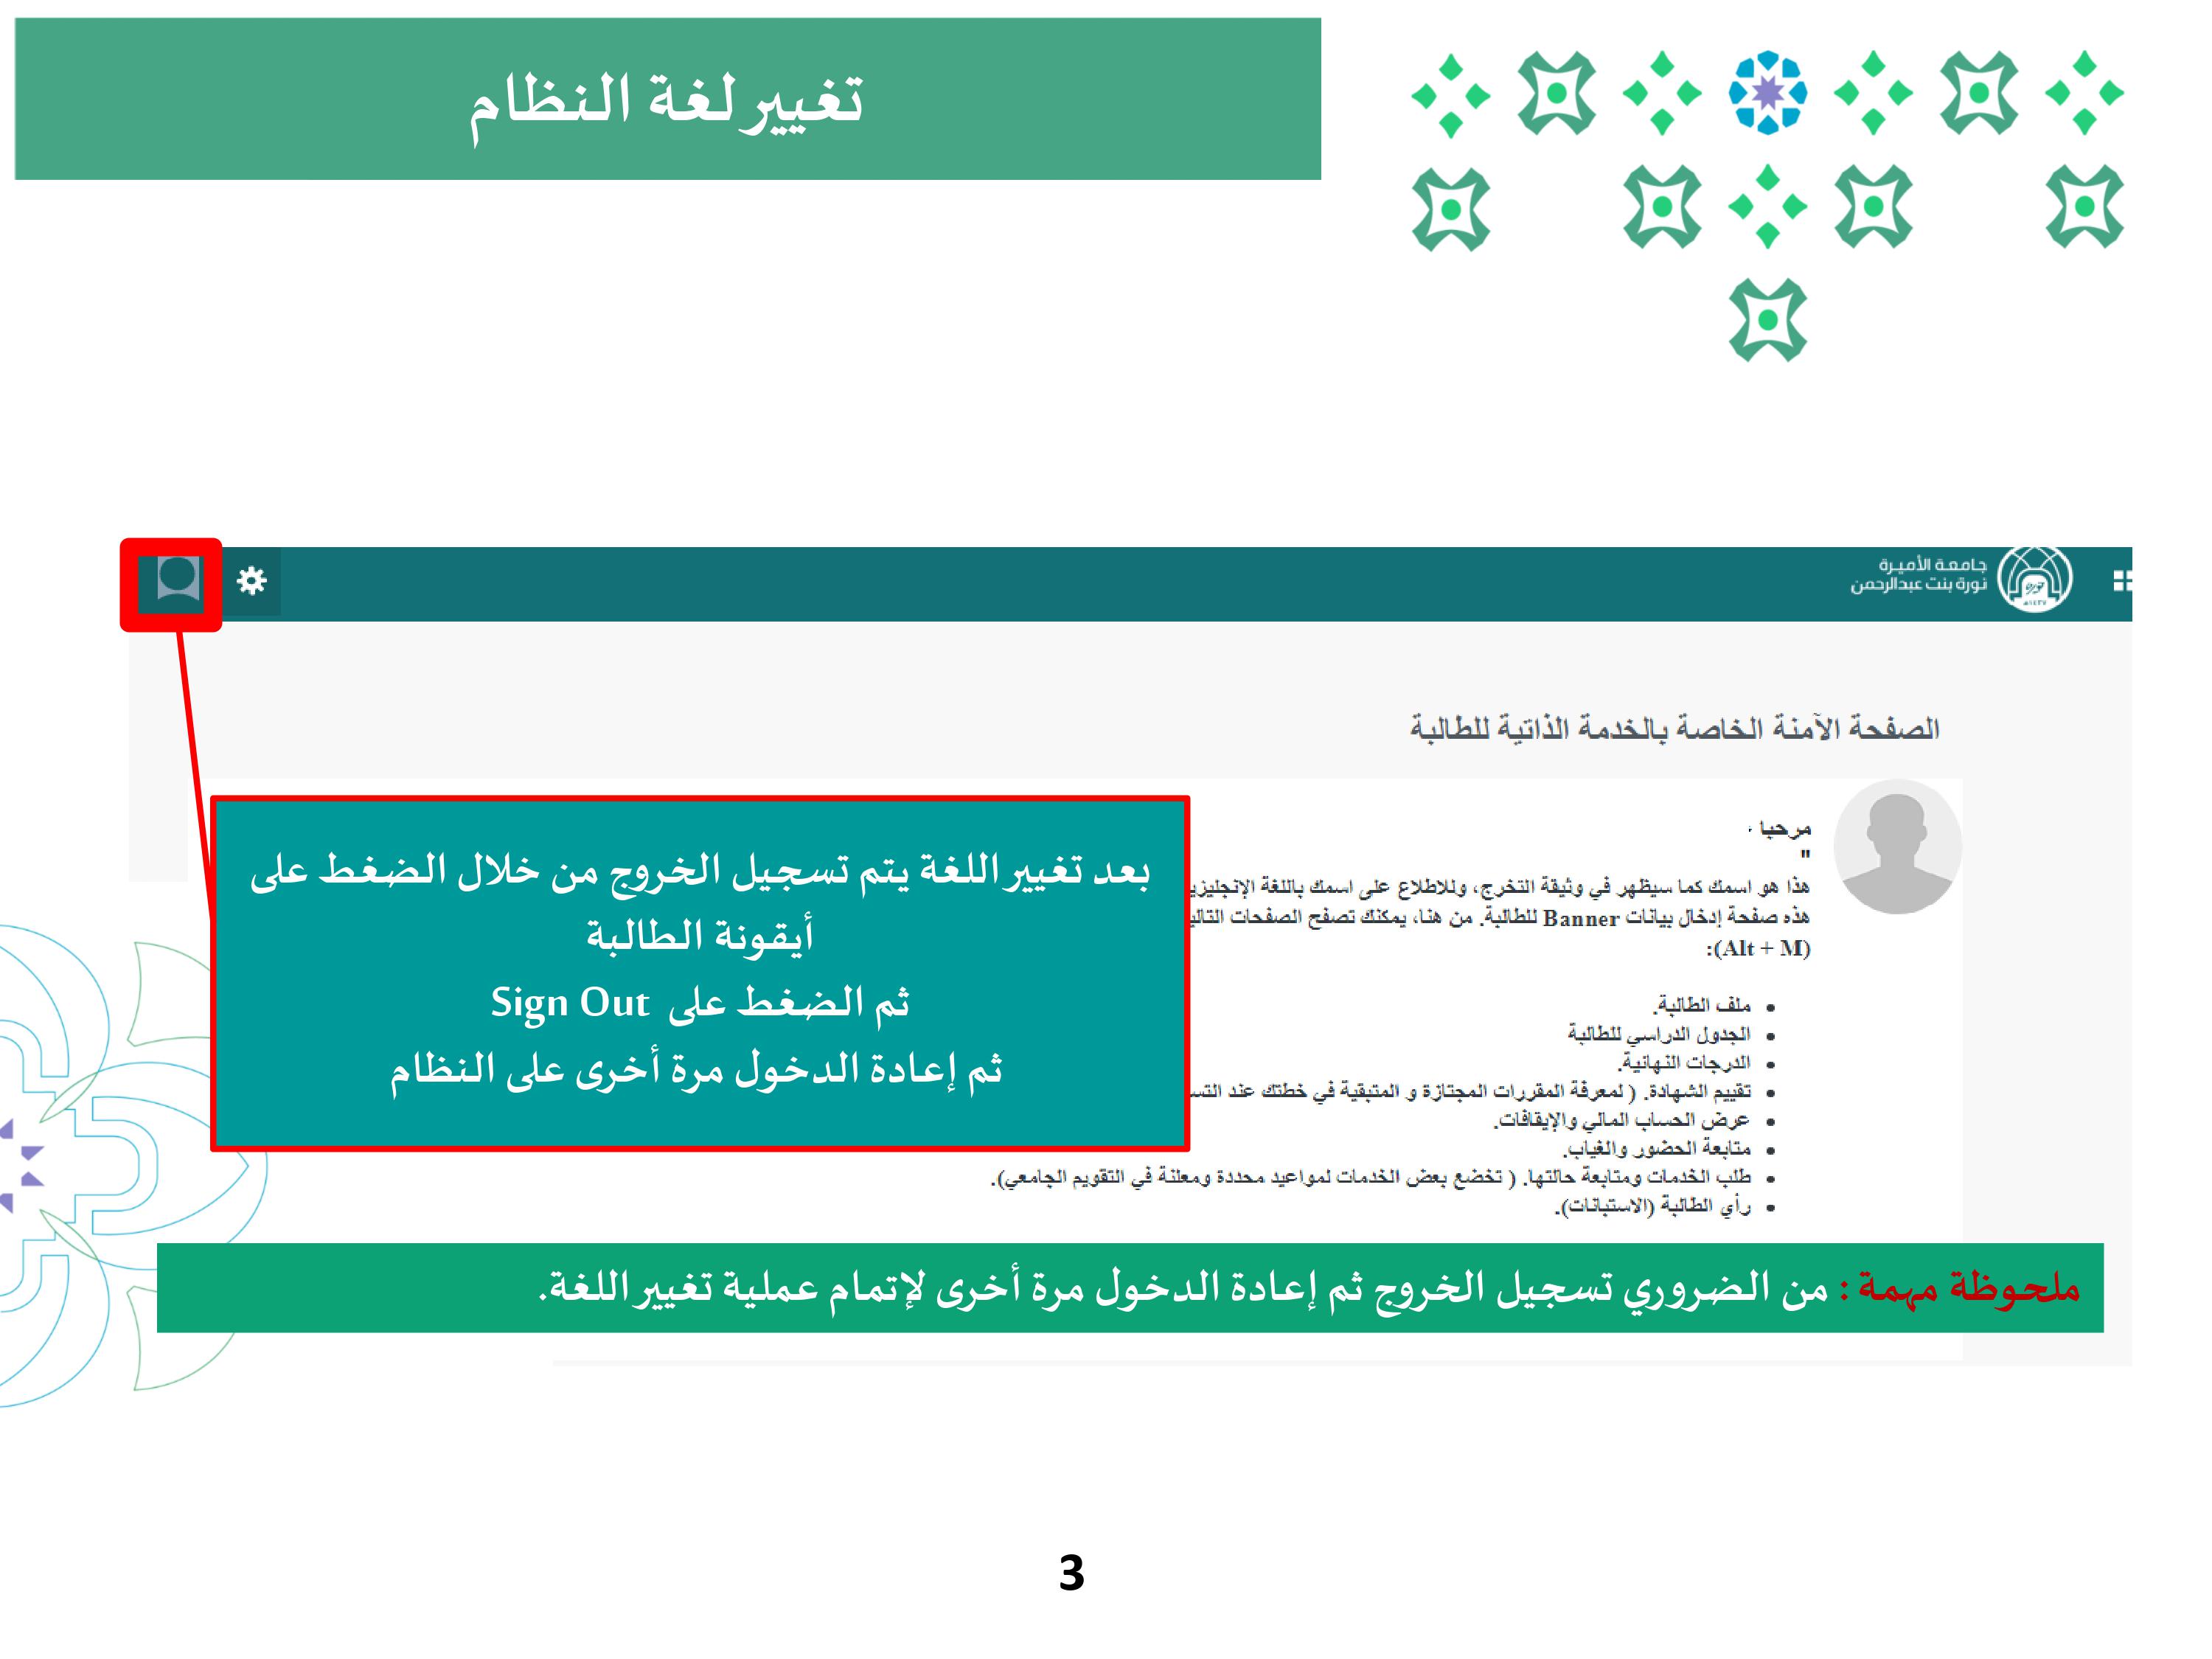 تغيير لغة النظام
جامعة الأميرة
نورة بنت عبدالرحمن
الصفحة الآمنة الخاصة بالخدمة الذاتية للطالبة
مرحبا
"
هذا هو اسمك كما سيظهر في وثيقة التخرج، وللاطلاع على اسمك باللغة
هذه صفحة إدخال بيانات Banner للطالبة. من هنا، يمكنك تصفح الصفحات
(Alt + M):
• ملف الطالبة.
• الجدول الدراسي للطالبة
• الدرجات النهائية.
• تقييم الشهادة. ( لمعرفة المقررات المجتازة و المتبقية في خطتك عند
• عرض الحساب المالي والإيقافات.
• متابعة الحضور والغياب.
• طلب الخدمات ومتابعة حالتها. ( تخضع بعض الخدمات لمواعيد محددة ومعلنة في التقويم الجامعي).
• رأي الطالبة (الاستبانات).
بعد تغيير اللغة يتم تسجيل الخروج من خلال الضغط على
أيقونة الطالبة
ثم الضغط على Sign Out
ثم إعادة الدخول مرة أخرى على النظام
ملحوظة مهمة : من الضروري تسجيل الخروج ثم إعادة الدخول مرة أخرى لإتمام عملية تغيير اللغة.
3